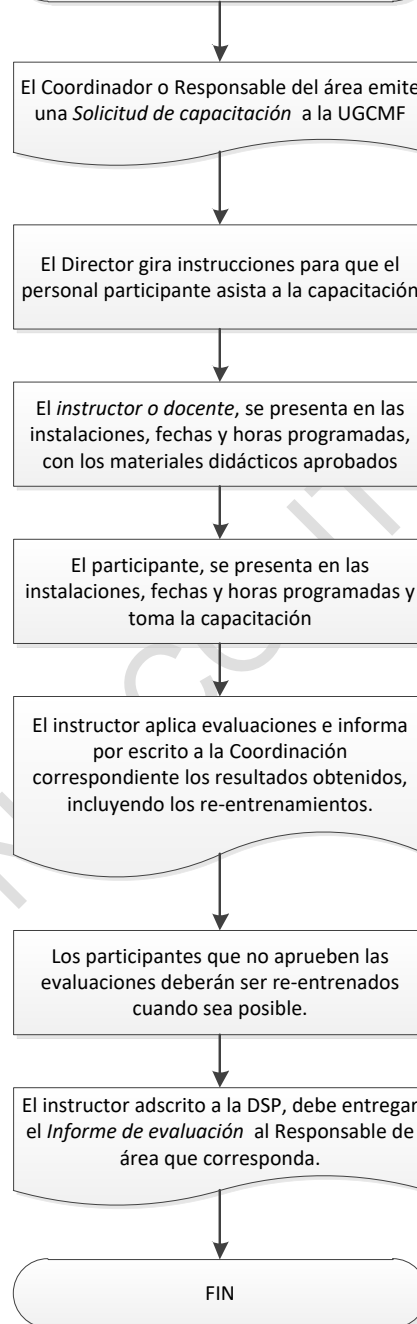 El Coordinador o Responsable del área emite
una Solicitud de capacitación a la UGCMF
El Director gira instrucciones para que el
personal participante asista a la capacitación
El instructor o docente, se presenta en las
instalaciones, fechas y horas programadas,
con los materiales didácticos aprobados
El participante, se presenta en las
instalaciones, fechas y horas programadas y
toma la capacitación
El instructor aplica evaluaciones e informa
por escrito a la Coordinación
correspondiente los resultados obtenidos,
incluyendo los re-entrenamientos.
Los participantes que no aprueben las
evaluaciones deberán ser re-entrenados
cuando sea posible.
El instructor adscrito a la DSP, debe entregar
el Informe de evaluación al Responsable de
área que corresponda.
FIN